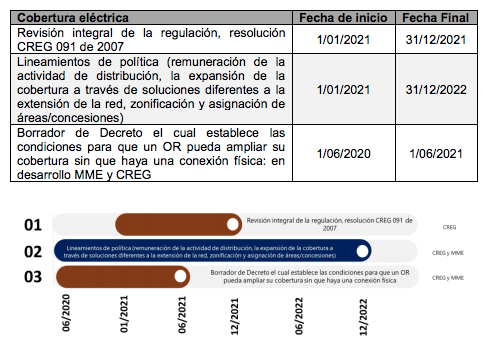 Cobertura eléctrica Fecha de inicio Fecha Final
Revisión integral de la regulación, resolución
CREG 091 de 2007
1/01/2021 31/12/2021
Lineamientos de política (remuneración de la
actividad de distribución, la expansión de la
cobertura a través de soluciones diferentes a la
extensión de la red, zonificación y asignación de
áreas/concesiones)
1/01/2021 31/12/2022
Borrador de Decreto el cual establece las
condiciones para que un OR pueda ampliar su
cobertura sin que haya una conexión física: en
desarrollo MME y CREG
1/06/2020 1/06/2021
01
Revisión integral de la regulación, resolución CREG 091 de
2007
CREG
02
Lineamientos de política (remuneración de la actividad de distribución, la expansión de la cobertura a
través de soluciones diferentes a la extensión de la red, zonificación y asignación de áreas/concesiones)
CREG y MME
03
Borrador de Decreto el cual establece las condiciones para que un OR
pueda ampliar su cobertura sin que haya una conexión física
CREG y MME
06/2020
01/2021
06/2021
12/2021
06/2022
12/2022